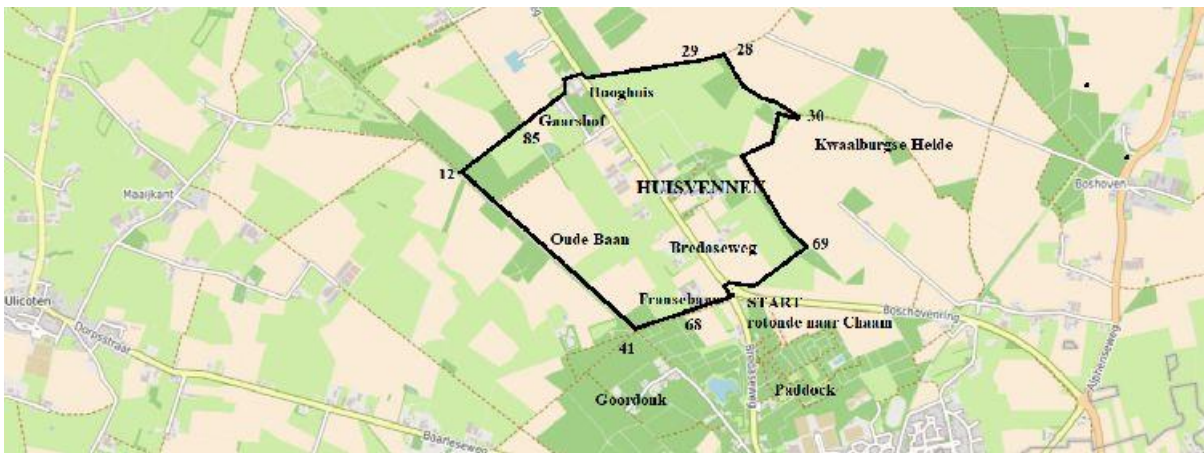 29
28
Hooghuis
30
Gaarshof
85
Kwaalburgse Heide
12
HUISVENNEN
Maaijkant
Boshoven
Oude Baan
Bredaseweg
69
Ulicoten
Fransebaan
START
rotonde naar Chaam
68
Boschovenring
Dorpsstraat
41
Goordonk
Paddock
Alphenseweg
Baarleseweg